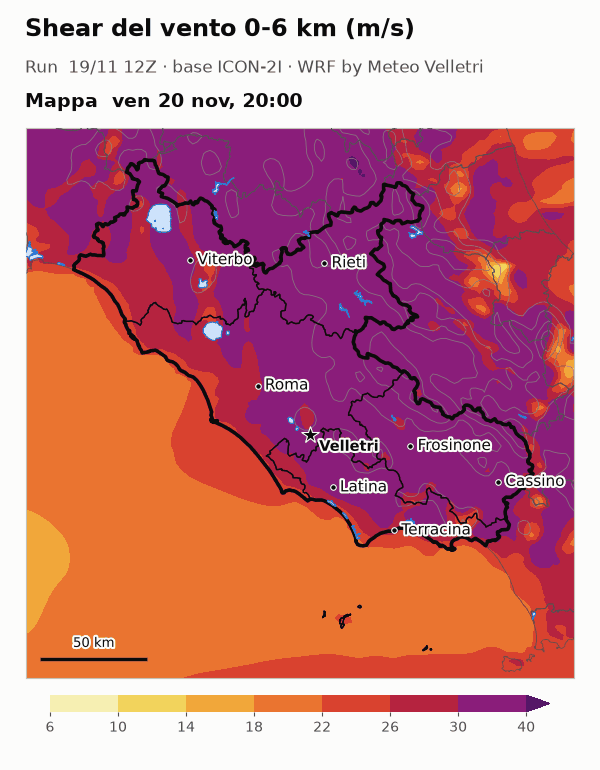 Shear del vento 0-6 km (m/s)
Run  19/11 12Z · base ICON-2I · WRF by Meteo Velletri
Mappa  ven 20 nov, 20:00
Viterbo
Rieti
Roma
Velletri
Frosinone
Cassino
Latina
Terracina
50 km
6 10 14 18 22 26 30 40